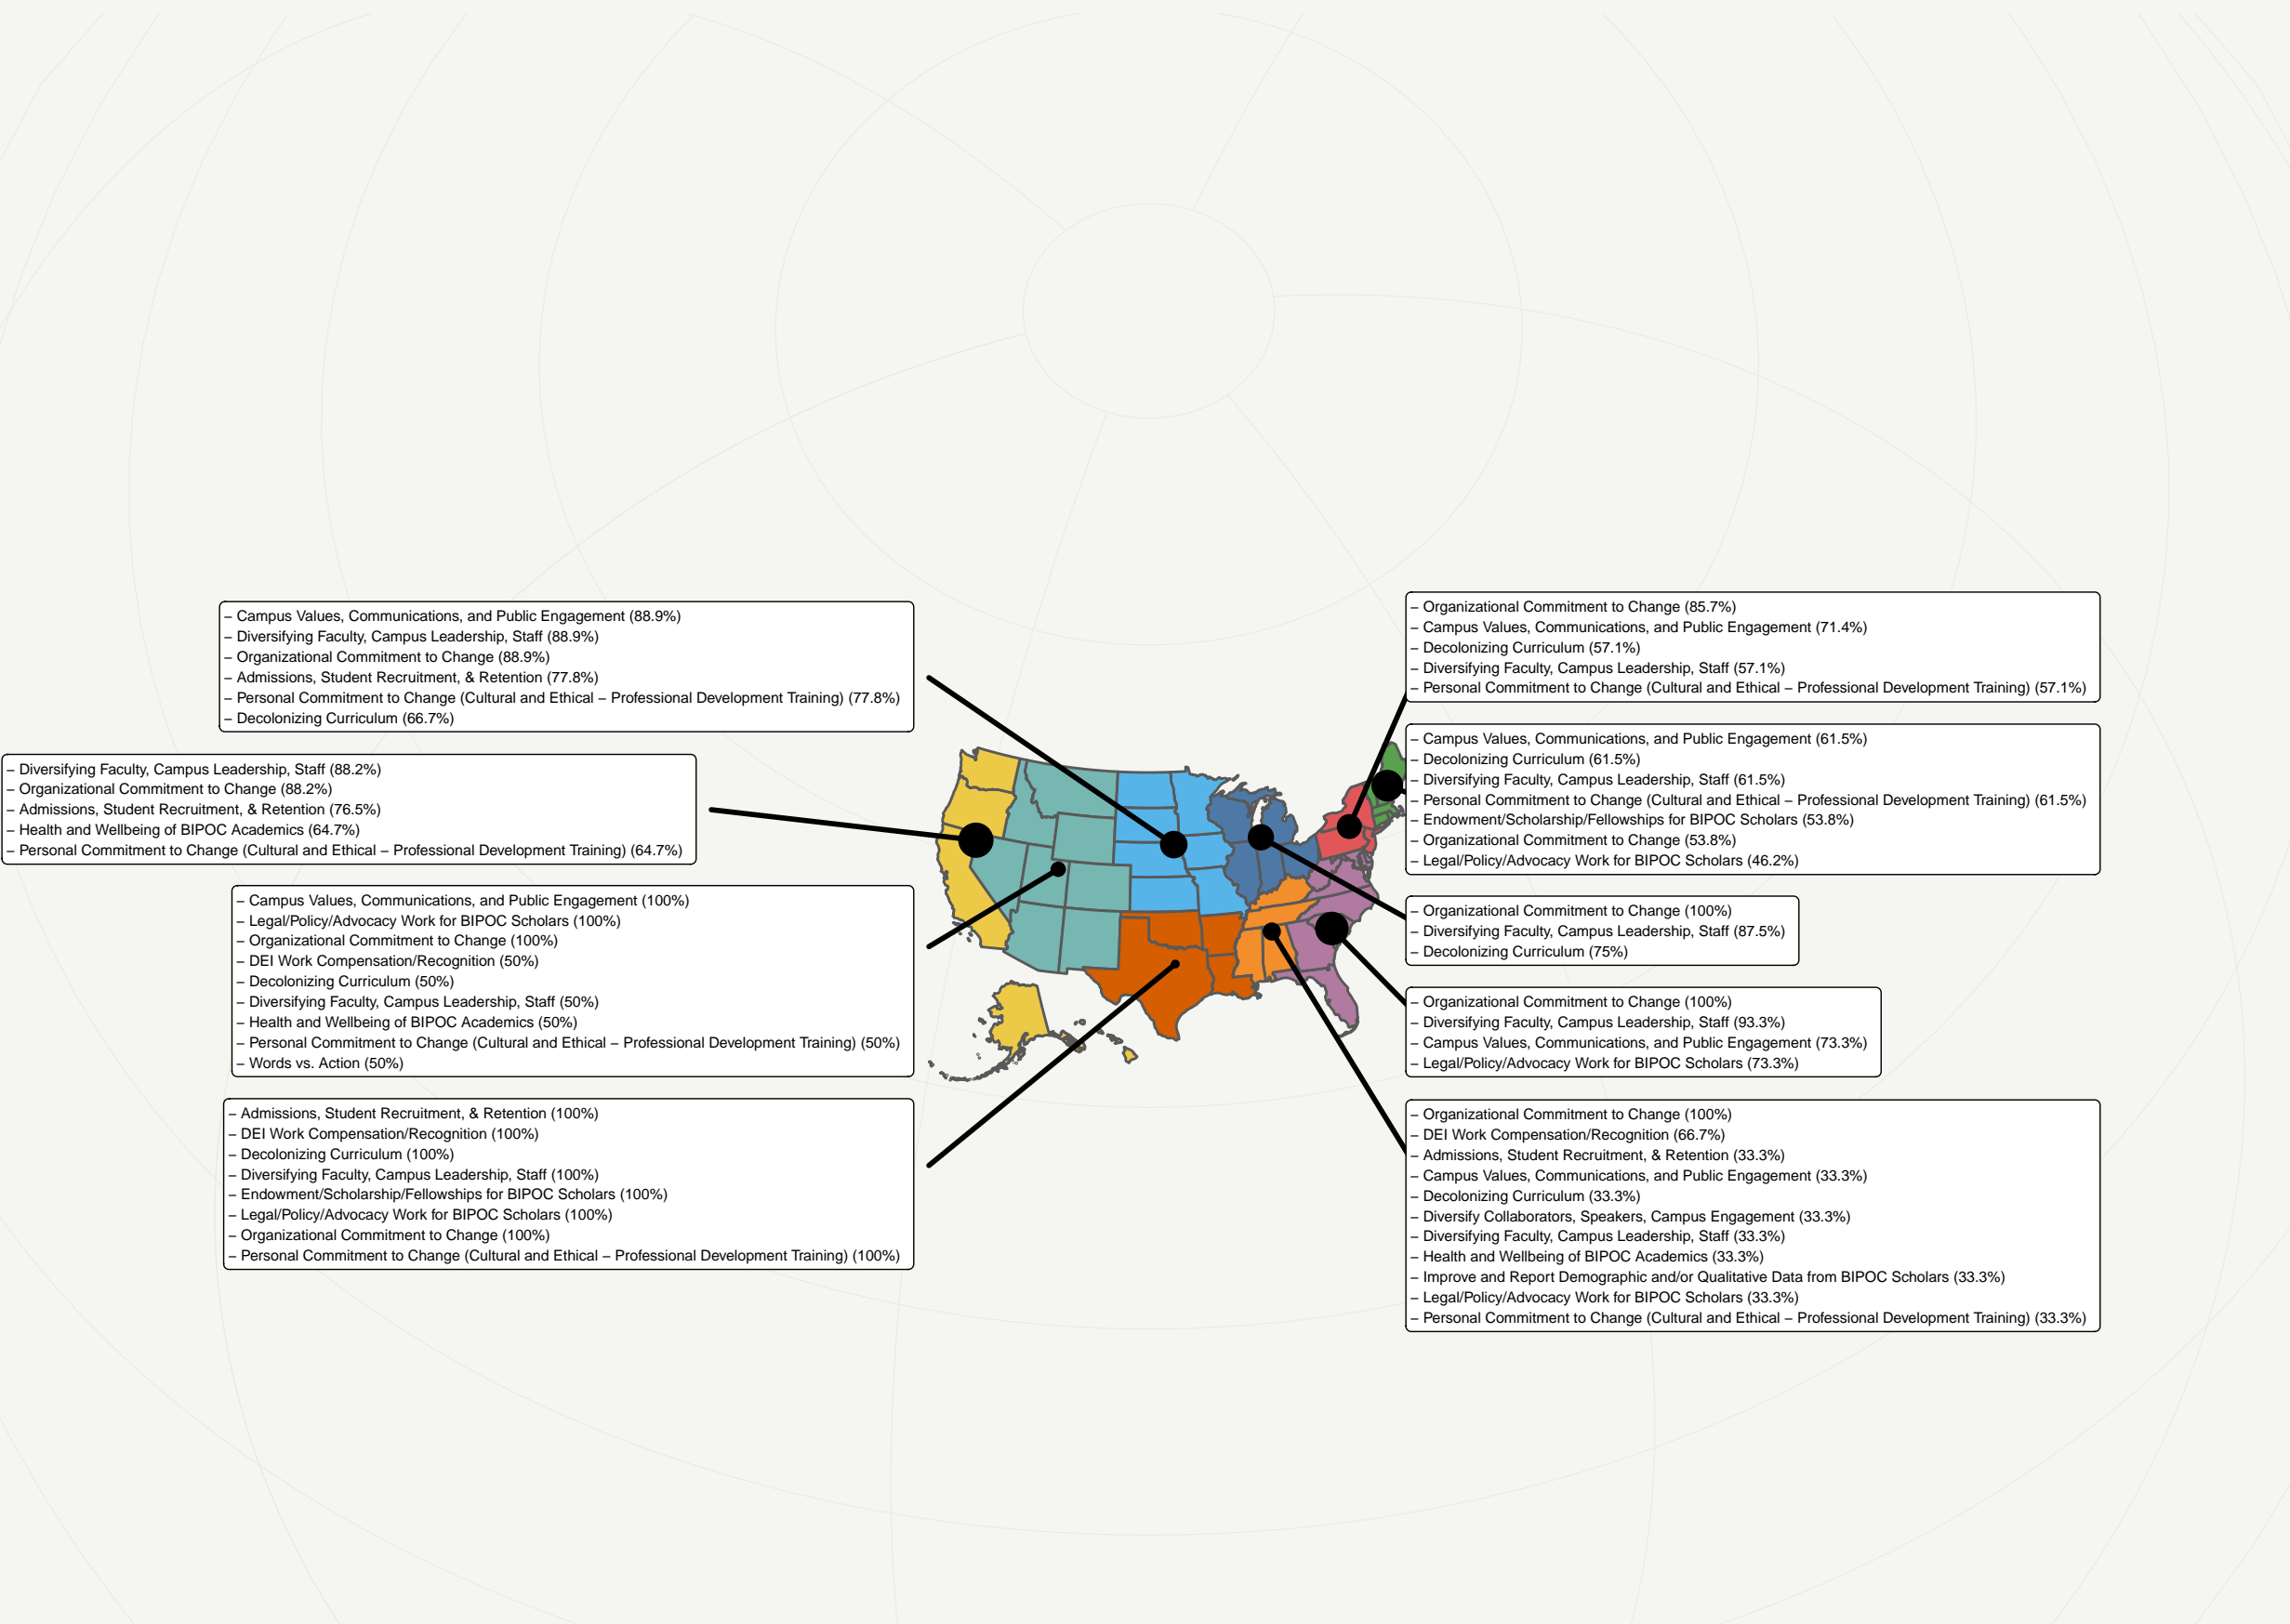 – Campus Values, Communications, and Public Engagement (88.9%)
– Diversifying Faculty, Campus Leadership, Staff (88.9%)
– Organizational Commitment to Change (88.9%)
– Admissions, Student Recruitment, & Retention (77.8%)
– Personal Commitment to Change (Cultural and Ethical – Professional Development Training) (77.8%)
– Decolonizing Curriculum (66.7%)
– Diversifying Faculty, Campus Leadership, Staff (88.2%)
– Organizational Commitment to Change (88.2%)
– Admissions, Student Recruitment, & Retention (76.5%)
– Health and Wellbeing of BIPOC Academics (64.7%)
– Personal Commitment to Change (Cultural and Ethical – Professional Development Training) (64.7%)
– Campus Values, Communications, and Public Engagement (100%)
– Legal/Policy/Advocacy Work for BIPOC Scholars (100%)
– Organizational Commitment to Change (100%)
– DEI Work Compensation/Recognition (50%)
– Decolonizing Curriculum (50%)
– Diversifying Faculty, Campus Leadership, Staff (50%)
– Health and Wellbeing of BIPOC Academics (50%)
– Personal Commitment to Change (Cultural and Ethical – Professional Development Training) (50%)
– Words vs. Action (50%)
– Admissions, Student Recruitment, & Retention (100%)
– DEI Work Compensation/Recognition (100%)
– Decolonizing Curriculum (100%)
– Diversifying Faculty, Campus Leadership, Staff (100%)
– Endowment/Scholarship/Fellowships for BIPOC Scholars (100%)
– Legal/Policy/Advocacy Work for BIPOC Scholars (100%)
– Organizational Commitment to Change (100%)
– Personal Commitment to Change (Cultural and Ethical – Professional Development Training) (100%)
– Organizational Commitment to Change (85.7%)
– Campus Values, Communications, and Public Engagement (71.4%)
– Decolonizing Curriculum (57.1%)
– Diversifying Faculty, Campus Leadership, Staff (57.1%)
– Personal Commitment to Change (Cultural and Ethical – Professional Development Training) (57.1%)
– Campus Values, Communications, and Public Engagement (61.5%)
– Decolonizing Curriculum (61.5%)
– Diversifying Faculty, Campus Leadership, Staff (61.5%)
– Personal Commitment to Change (Cultural and Ethical – Professional Development Training) (61.5%)
– Endowment/Scholarship/Fellowships for BIPOC Scholars (53.8%)
– Organizational Commitment to Change (53.8%)
– Legal/Policy/Advocacy Work for BIPOC Scholars (46.2%)
– Organizational Commitment to Change (100%)
– Diversifying Faculty, Campus Leadership, Staff (87.5%)
– Decolonizing Curriculum (75%)
– Organizational Commitment to Change (100%)
– Diversifying Faculty, Campus Leadership, Staff (93.3%)
– Campus Values, Communications, and Public Engagement (73.3%)
– Legal/Policy/Advocacy Work for BIPOC Scholars (73.3%)
– Organizational Commitment to Change (100%)
– DEI Work Compensation/Recognition (66.7%)
– Admissions, Student Recruitment, & Retention (33.3%)
– Campus Values, Communications, and Public Engagement (33.3%)
– Decolonizing Curriculum (33.3%)
– Diversify Collaborators, Speakers, Campus Engagement (33.3%)
– Diversifying Faculty, Campus Leadership, Staff (33.3%)
– Health and Wellbeing of BIPOC Academics (33.3%)
– Improve and Report Demographic and/or Qualitative Data from BIPOC Scholars (33.3%)
– Legal/Policy/Advocacy Work for BIPOC Scholars (33.3%)
– Personal Commitment to Change (Cultural and Ethical – Professional Development Training) (33.3%)